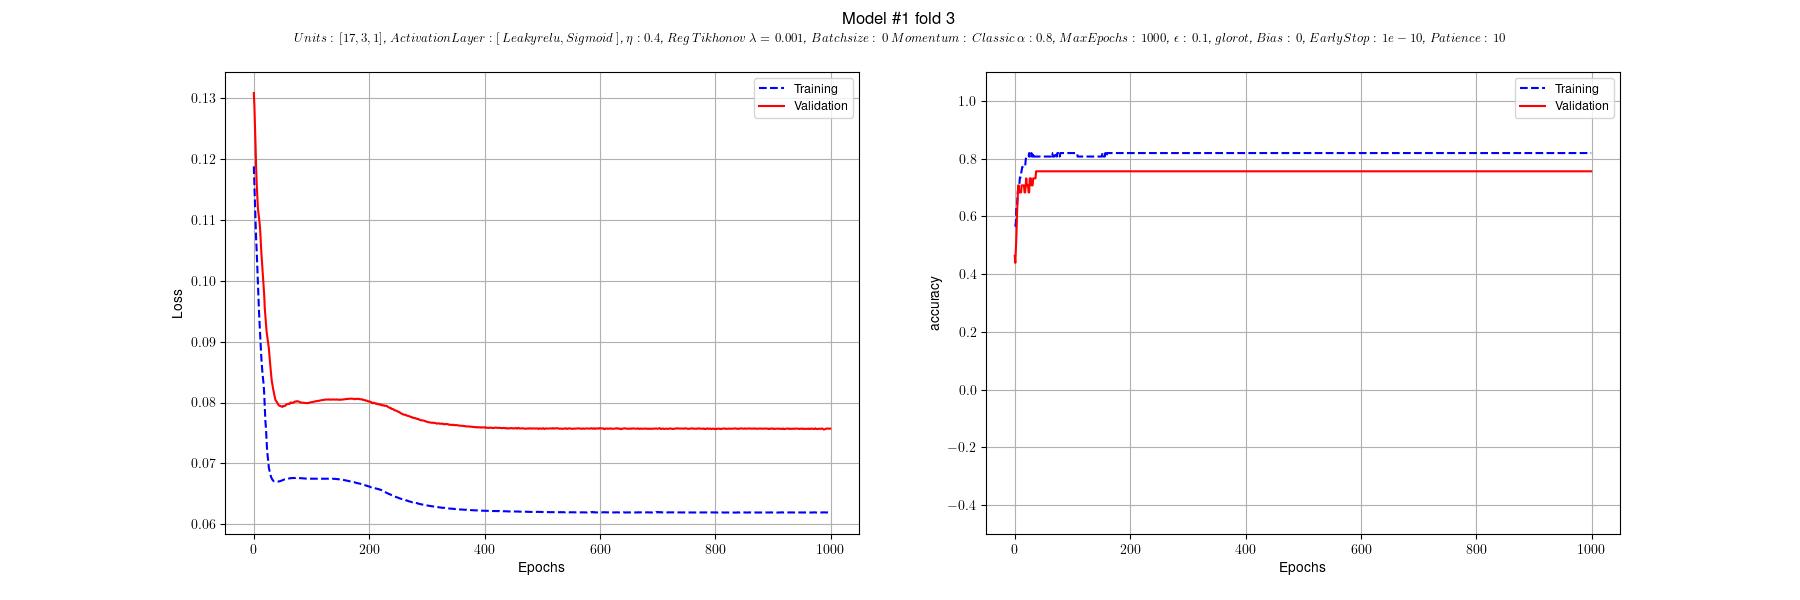 Model #1 fold 3
Units : [17, 3, 1], ActivationLayer : [ Leakyrelu, Sigmoid ], η : 0.4, Reg Tikhonov λ = 0.001, Batchsize : 0 Momentum : Classic α : 0.8, MaxEpochs : 1000, ϵ : 0.1, glorot, Bias : 0, EarlyStop : 1e − 10, Patience : 10
Loss
0.13
0.12
0.11
0.10
0.09
0.08
0.07
0.06
0 200 400 600 800 1000
Epochs
Training
Validation
accuracy
1.0
0.8
0.6
0.4
0.2
0.0
−0.2
−0.4
0 200 400 600 800 1000
Epochs
Training
Validation